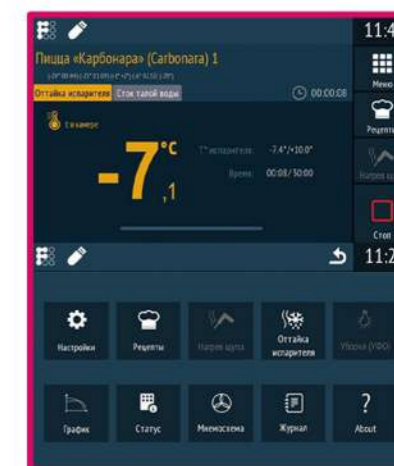 11:4
Пицца «Карбонара» (Carbonara) 1
Оттайка испарителя Сток талой воды
00:00:08
t в камере
-7,1 °C
T° испарителя: -7.4°/+10.0°
Время: 00:08/30:00
Меню
Рецепты
Нагрев щ
Стоп
11:2
Настройки
Рецепты
Нагрев щупа
Оттайка испарителя
Уборка (УФО)
График
Статус
Мнемосхема
Журнал
?
About